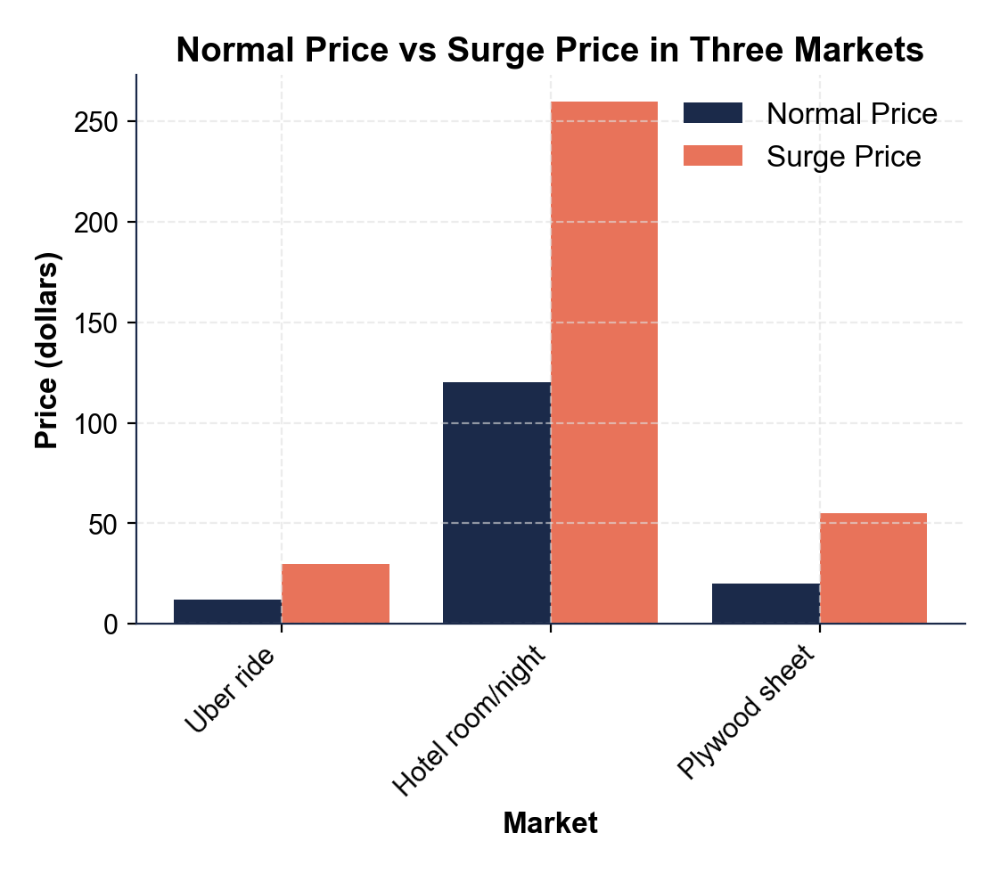 Normal Price vs Surge Price in Three Markets
Normal Price
Surge Price
Price (dollars)
250
200
150
100
50
0
Uber ride
Hotel room/night
Plywood sheet
Market